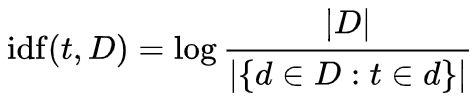 idf(t, D) = log |D| / |{d ∈ D : t ∈ d}|